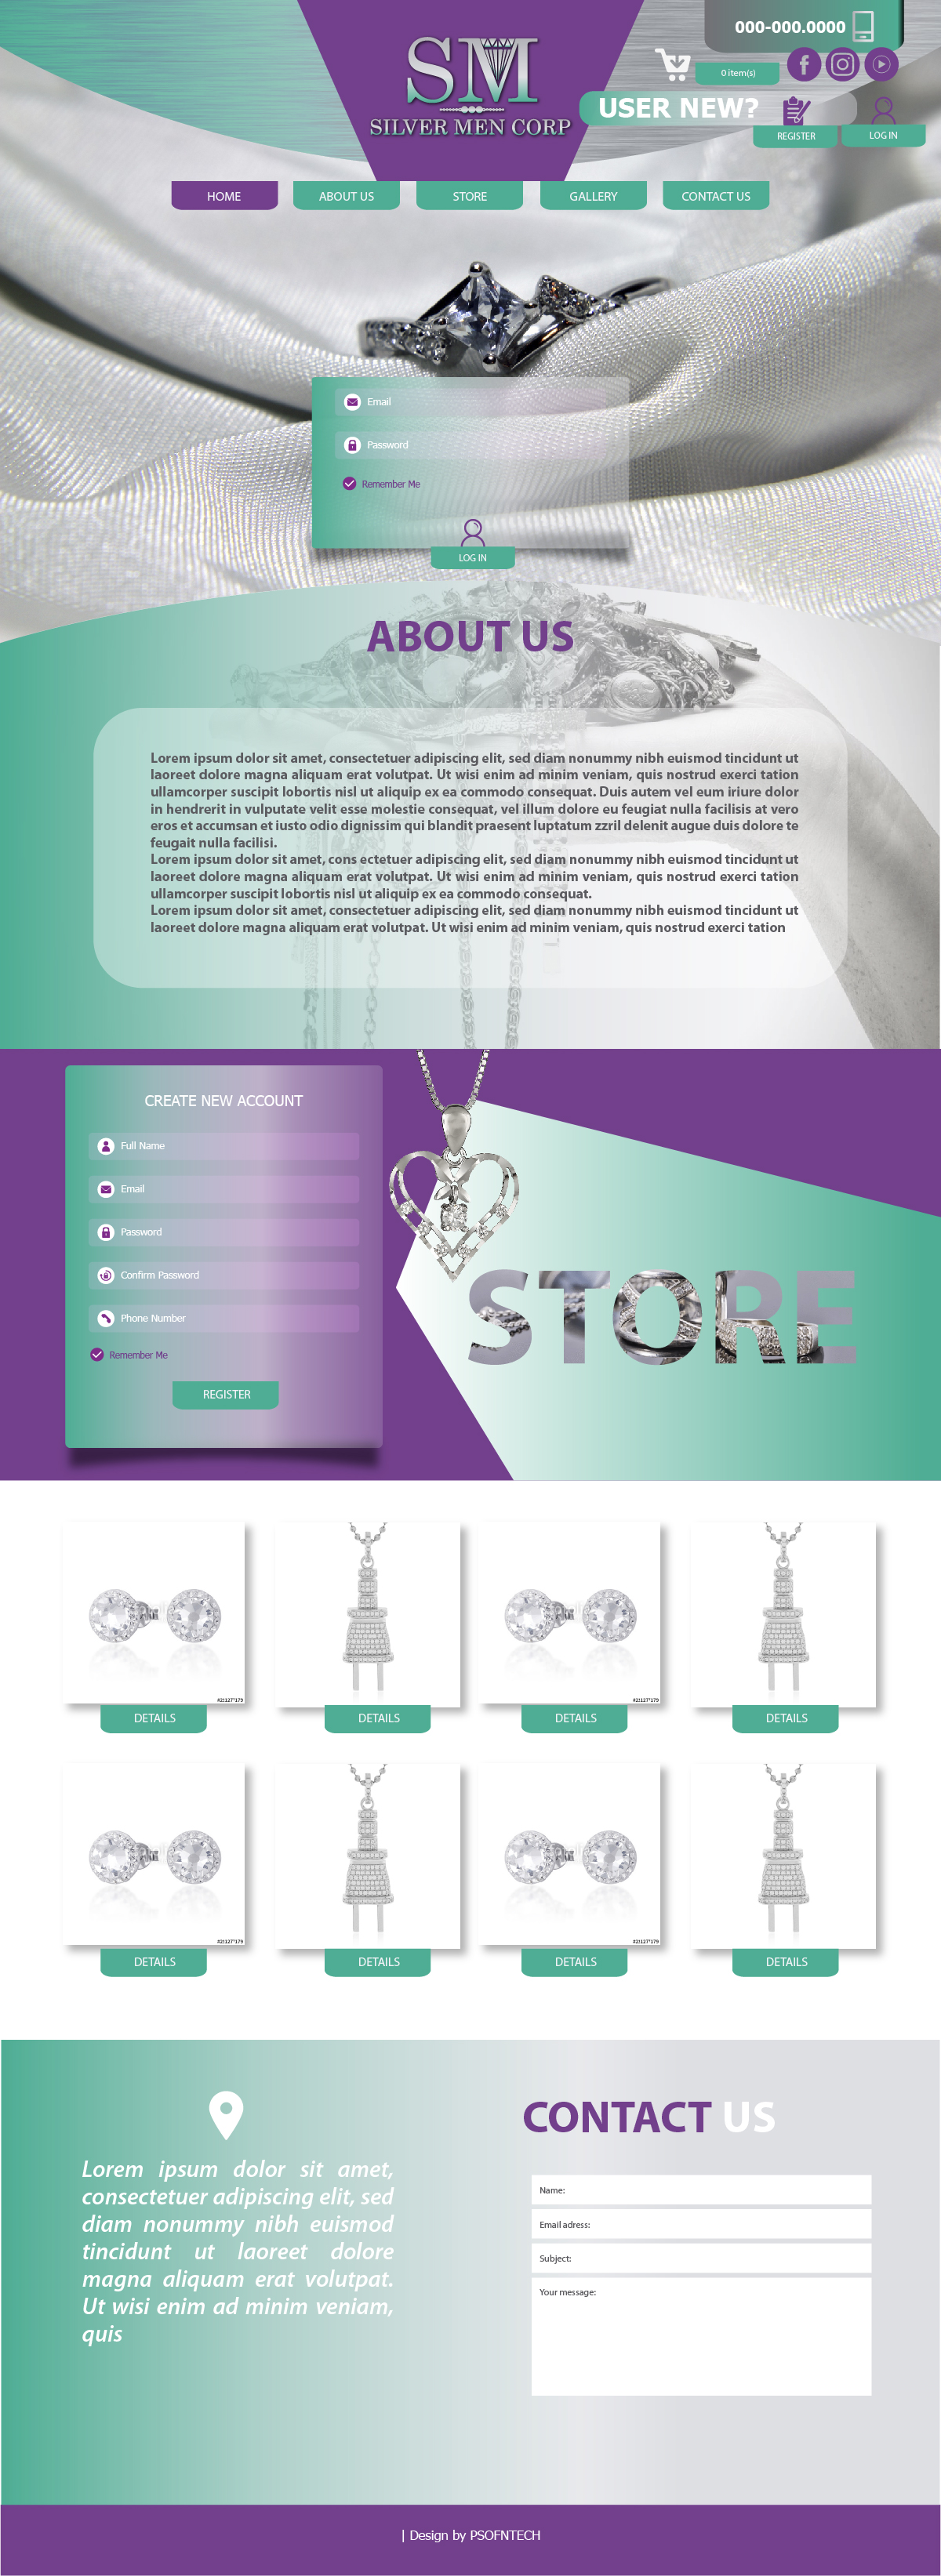 000-000.0000
0 item(s)
SM
SILVER MEN CORP
USER NEW?
REGISTER
LOG IN
HOME
ABOUT US
STORE
GALLERY
CONTACT US
Email
Password
Remember Me
LOG IN
ABOUT US
Lorem ipsum dolor sit amet, consectetuer adipiscing elit, sed diam nonummy nibh euismod tincidunt ut
laoreet dolore magna aliquam erat volutpat. Ut wisi enim ad minim veniam, quis nostrud exerci tation
ullamcorper suscipit lobortis nisl ut aliquip ex ea commodo consequat. Duis autem vel eum iriure dolor
in hendrerit in vulputate velit esse molestie consequat, vel illum dolore eu feugiat nulla facilisis at vero
eros et accumsan et iusto odio dignissim qui blandit praesent luptatum zzril delenit augue duis dolore te
feugait nulla facilisi.
Lorem ipsum dolor sit amet, cons ectetuer adipiscing elit, sed diam nonummy nibh euismod tincidunt ut
laoreet dolore magna aliquam erat volutpat. Ut wisi enim ad minim veniam, quis nostrud exerci tation
ullamcorper suscipit lobortis nisl ut aliquip ex ea commodo consequat.
Lorem ipsum dolor sit amet, consectetuer adipiscing elit, sed diam nonummy nibh euismod tincidunt ut
laoreet dolore magna aliquam erat volutpat. Ut wisi enim ad minim veniam, quis nostrud exerci tation
CREATE NEW ACCOUNT
Full Name
Email
Password
Confirm Password
Phone Number
Remember Me
REGISTER
STORE
DETAILS
DETAILS
DETAILS
DETAILS
DETAILS
DETAILS
DETAILS
DETAILS
Lorem ipsum dolor sit amet,
consectetuer adipiscing elit, sed
diam nonummy nibh euismod
tincidunt ut laoreet dolore
magna aliquam erat volutpat.
Ut wisi enim ad minim veniam,
quis
CONTACT US
Name:
Email adress:
Subject:
Your message:
| Design by PSOFNTECH